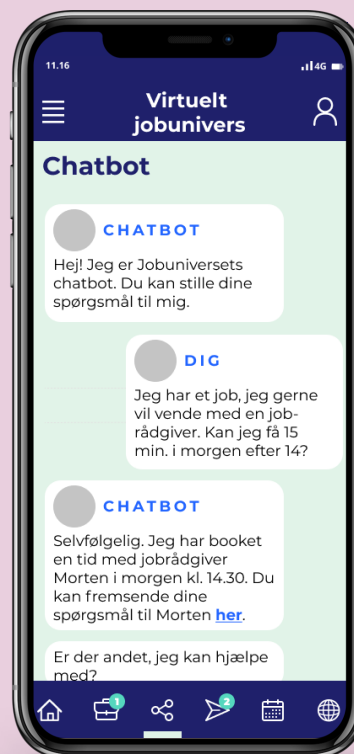 11.16
4G
Virtuelt
jobunivers
Chatbot
CHATBOT
Hej! Jeg er Jobuniversets
chatbot. Du kan stille dine
spørgsmål til mig.
DIG
Jeg har et job, jeg gerne
vil vende med en job-
rådgiver. Kan jeg få 15
min. i morgen efter 14?
CHATBOT
Selvfølgelig. Jeg har booket
en tid med jobrådgiver
Morten i morgen kl. 14.30. Du
kan fremsende dine
spørgsmål til Morten her.
Er der andet, jeg kan hjælpe
med?
1
2